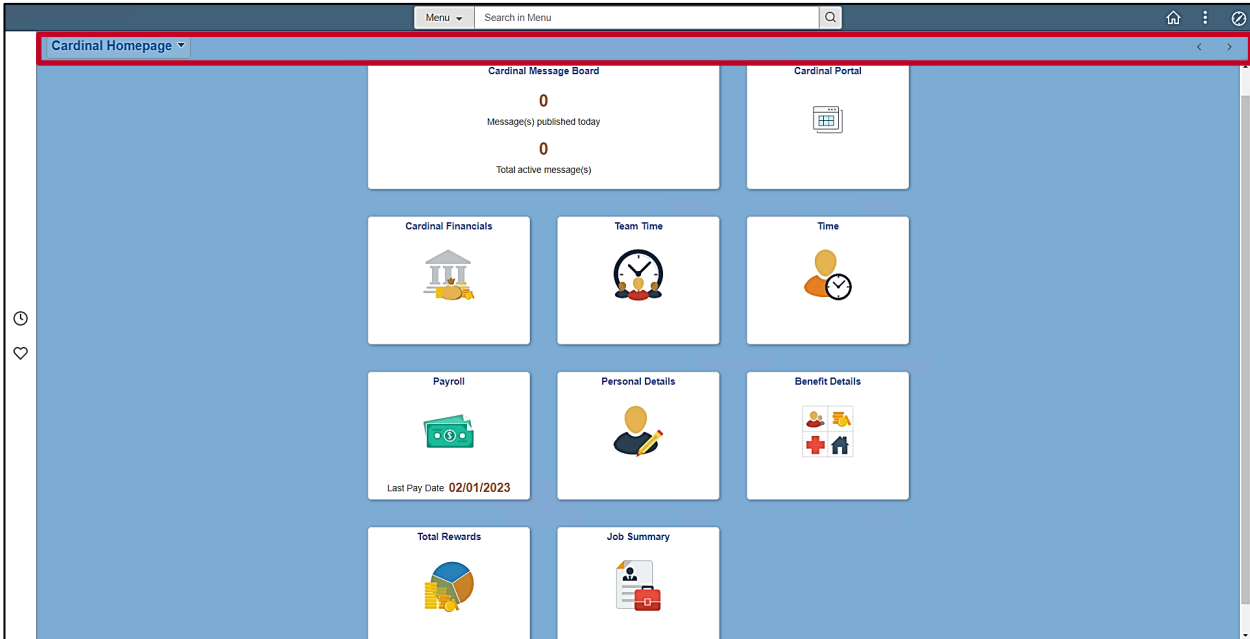 Menu
Search in Menu
Cardinal Homepage
Cardinal Message Board
0
Message(s) published today
0
Total active message(s)
Cardinal Portal
Cardinal Financials
Team Time
Time
Payroll
Last Pay Date 02/01/2023
Personal Details
Benefit Details
Total Rewards
Job Summary